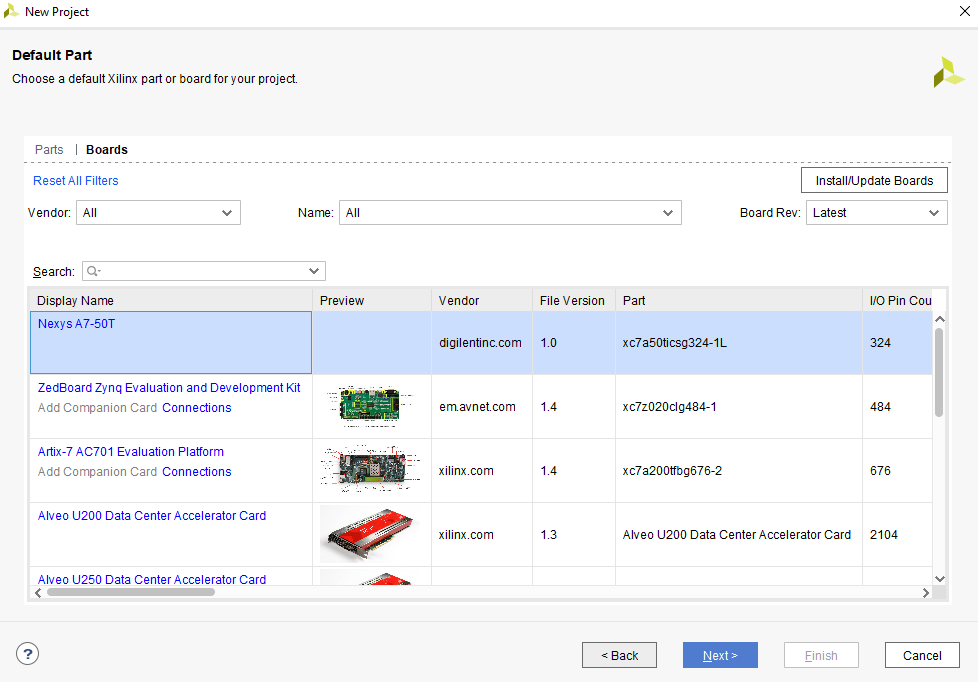 New Project
Default Part
Choose a default Xilinx part or board for your project.
Parts | Boards
Reset All Filters
Install/Update Boards
Vendor: All Name: All Board Rev: Latest
Search:
Display Name Preview Vendor File Version Part I/O Pin Cou
Nexys A7-50T
digilentinc.com 1.0 xc7a50ticsg324-1L 324
ZedBoard Zynq Evaluation and Development Kit
Add Companion Card Connections
em.avnet.com 1.4 xc7z020clg484-1 484
Artix-7 AC701 Evaluation Platform
Add Companion Card Connections
xilinx.com 1.4 xc7a200tfbg676-2 676
Alveo U200 Data Center Accelerator Card
xilinx.com 1.3 Alveo U200 Data Center Accelerator Card 2104
Alveo U250 Data Center Accelerator Card
? < Back Next > Finish Cancel